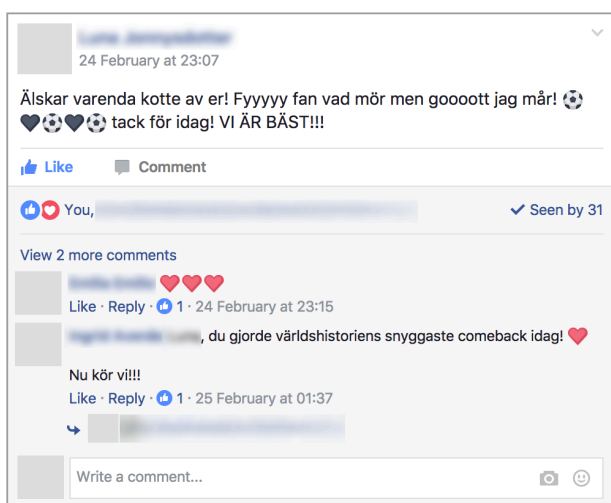 24 February at 23:07
Älskar varenda kotte av er! Fyyyyy fan vad mör men goooott jag mår! ⚽
🖤⚽🖤⚽ tack för idag! VI ÄR BÄST!!!
Like Comment
You,
✓ Seen by 31
View 2 more comments
❤️❤️❤️
Like · Reply · 1 · 24 February at 23:15
, du gjorde världshistoriens snyggaste comeback idag! ❤️
Nu kör vi!!!
Like · Reply · 1 · 25 February at 01:37
Write a comment...